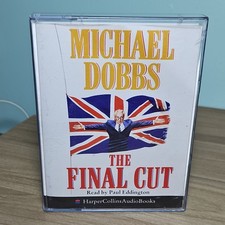 MICHAEL
DOBBS
THE
FINAL CUT
Read by Paul Eddington
HarperCollinsAudioBooks